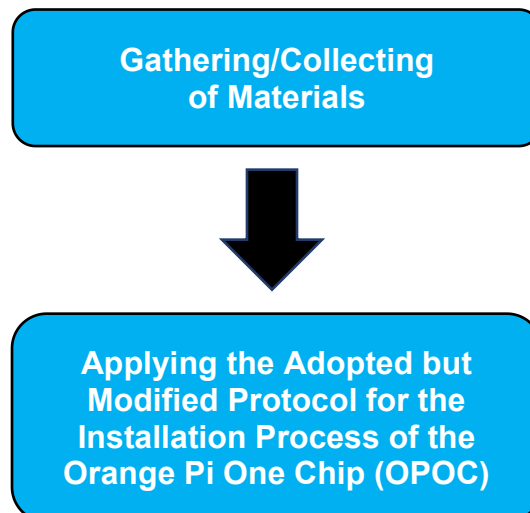 Gathering/Collecting
of Materials
Applying the Adopted but
Modified Protocol for the
Installation Process of the
Orange Pi One Chip (OPOC)